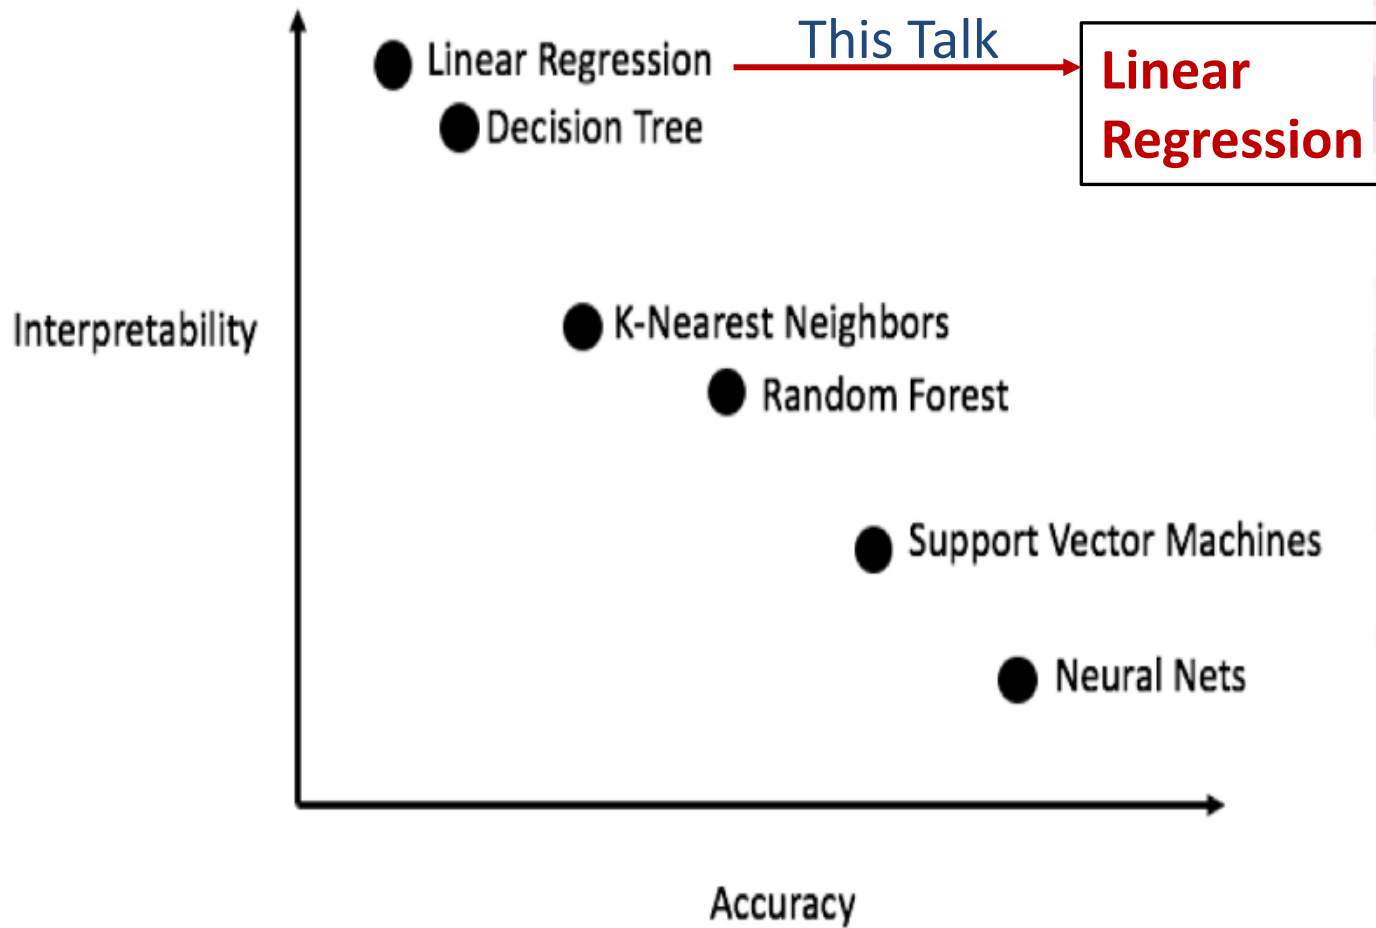 This Talk
Linear Regression
Linear
Regression
Decision Tree
Interpretability
K-Nearest Neighbors
Random Forest
Support Vector Machines
Neural Nets
Accuracy